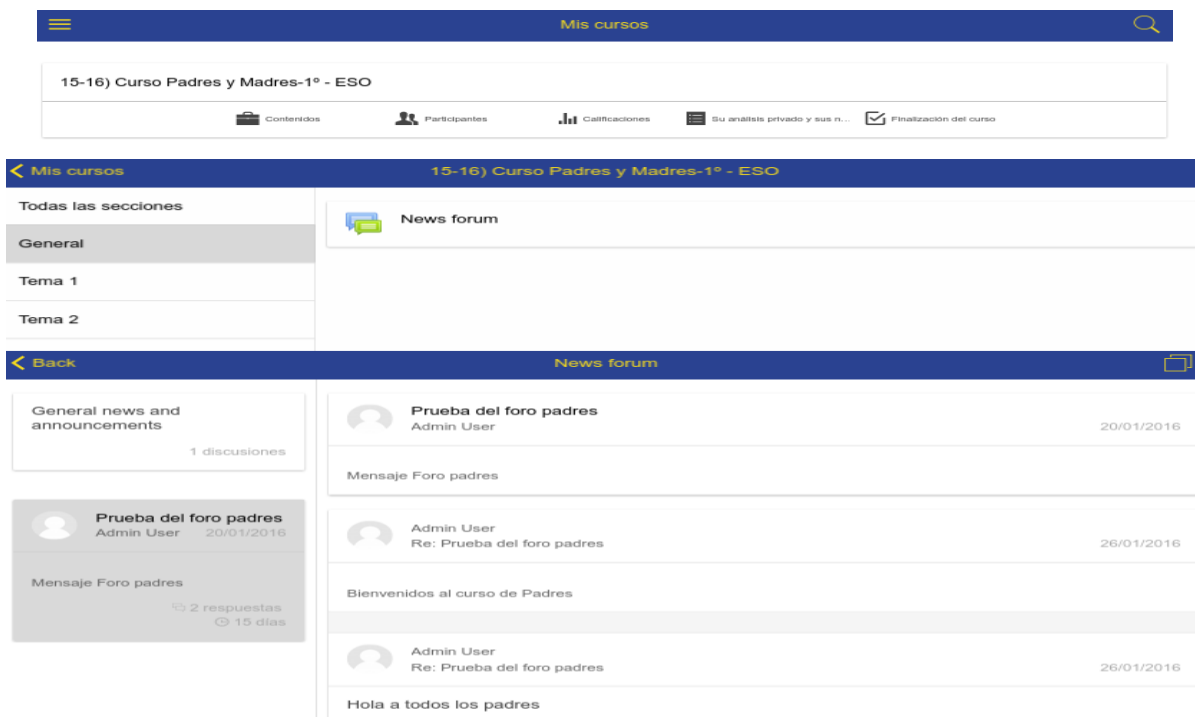 Mis cursos
15-16) Curso Padres y Madres-1º - ESO
Contenidos Participantes Calificaciones Su análisis privado y sus n... Finalización del curso
Mis cursos 15-16) Curso Padres y Madres-1º - ESO
Todas las secciones
General
Tema 1
Tema 2
News forum
Back News forum
General news and
announcements
1 discusiones
Prueba del foro padres
Admin User 20/01/2016
Mensaje Foro padres
2 respuestas
15 días
Prueba del foro padres
Admin User 20/01/2016
Mensaje Foro padres
Admin User
Re: Prueba del foro padres 26/01/2016
Bienvenidos al curso de Padres
Admin User
Re: Prueba del foro padres 26/01/2016
Hola a todos los padres